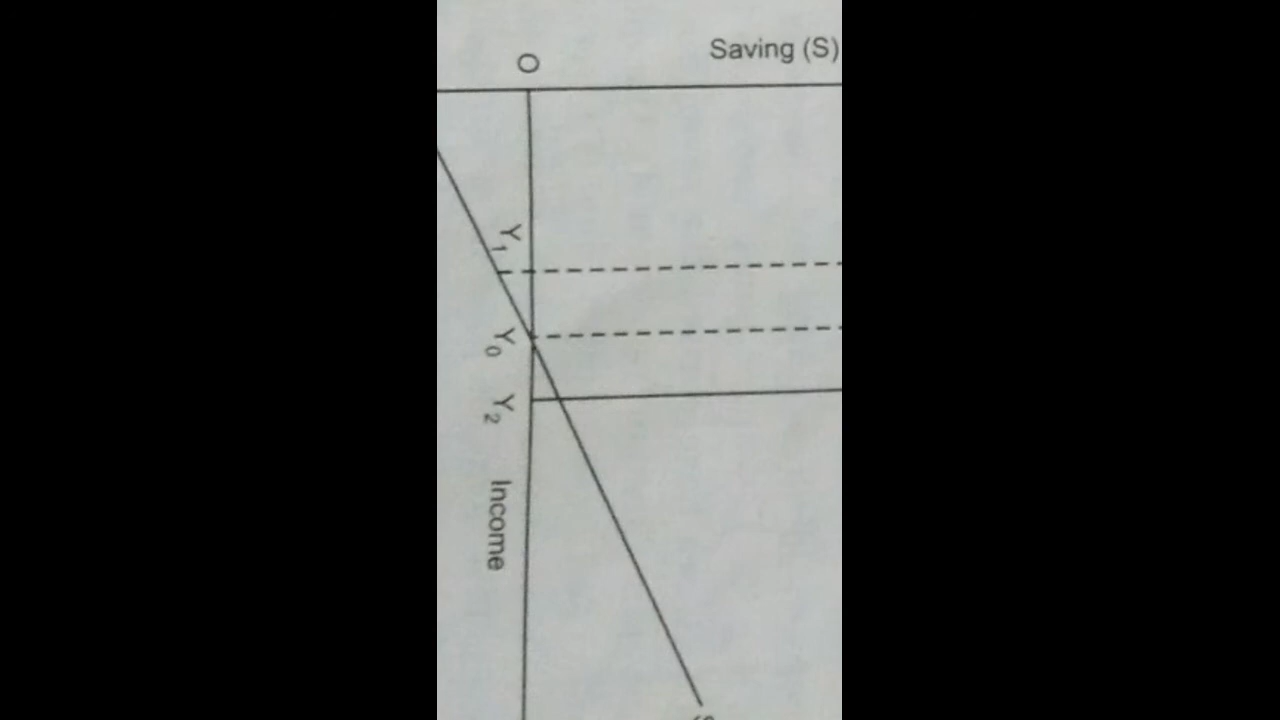 Saving (S)
O
Y₁
Y₀
Y₂
Income